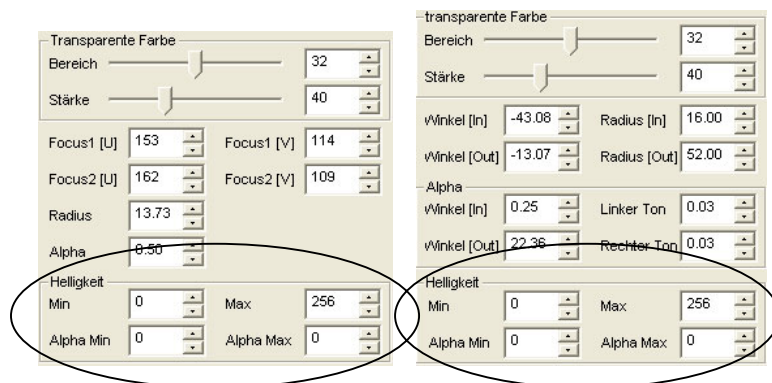 Transparente Farbe
Bereich 32
Stärke 40
Focus1 [U] 153 Focus1 [V] 114
Focus2 [U] 162 Focus2 [V] 109
Radius 13.73
Alpha 0.50
Helligkeit
Min 0 Max 256
Alpha Min 0 Alpha Max 0
transparente Farbe
Bereich 32
Stärke 40
Winkel [In] -43.08 Radius [In] 16.00
Winkel [Out] -13.07 Radius [Out] 52.00
Alpha
Winkel [In] 0.25 Linker Ton 0.03
Winkel [Out] 22.36 Rechter Ton 0.03
Helligkeit
Min 0 Max 256
Alpha Min 0 Alpha Max 0